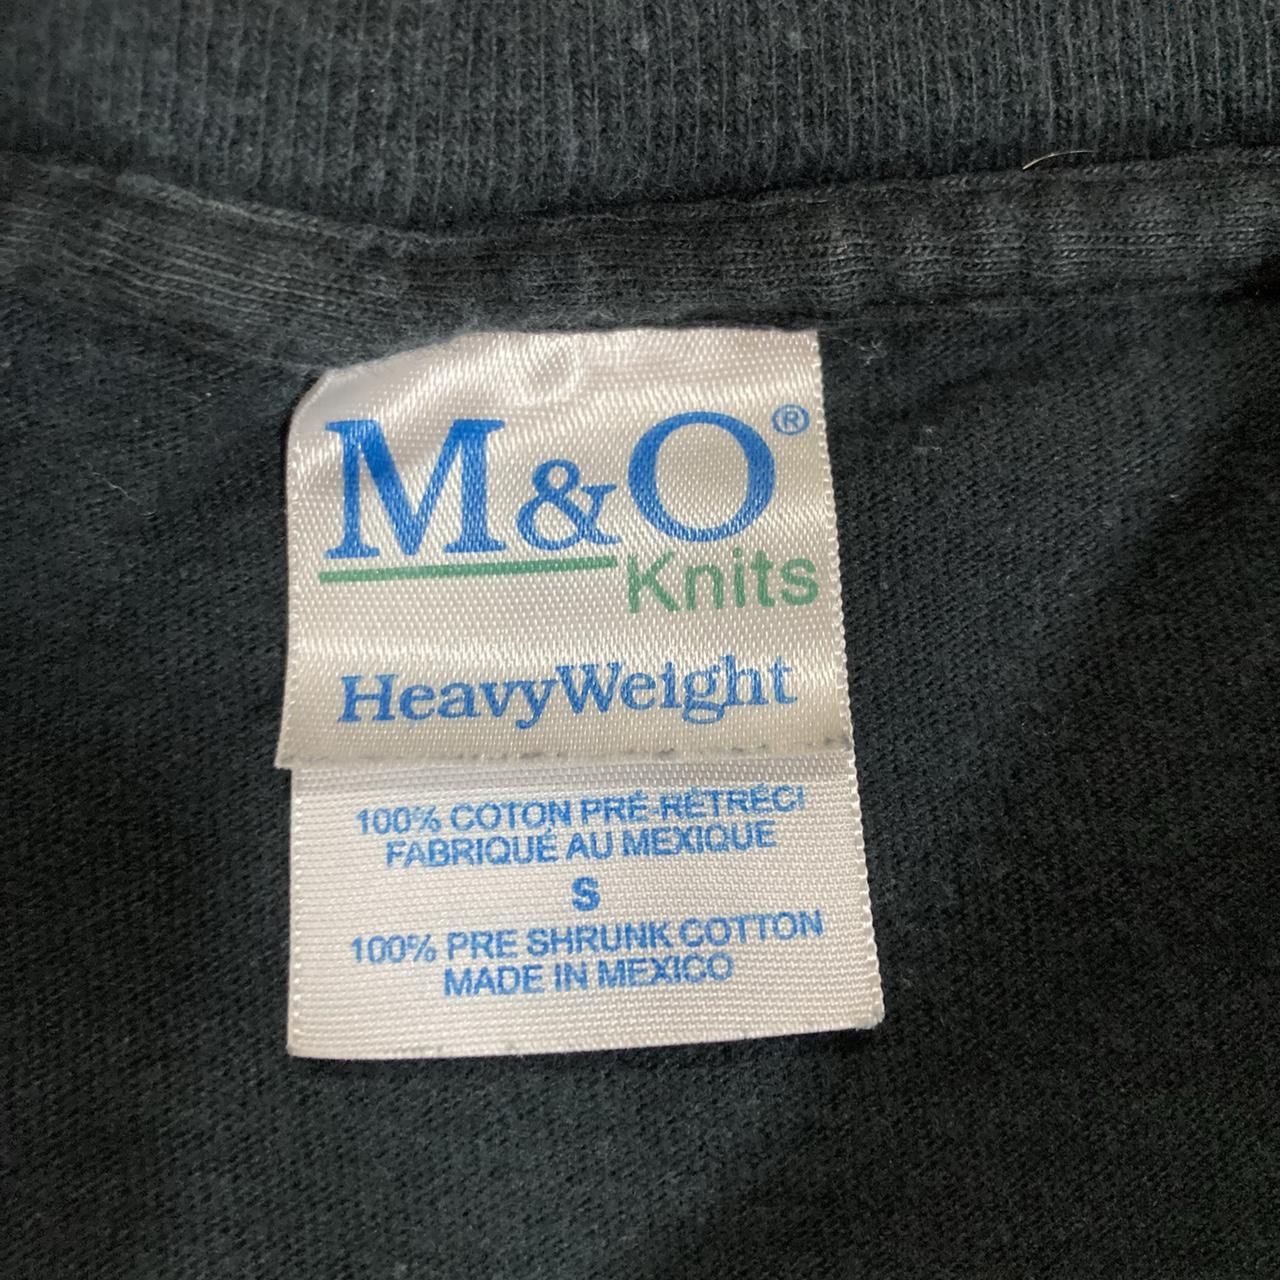 M&O®
Knits
HeavyWeight
100% COTON PRÉ-RÉTRÉCI
FABRIQUÉ AU MEXIQUE
S
100% PRE SHRUNK COTTON
MADE IN MEXICO